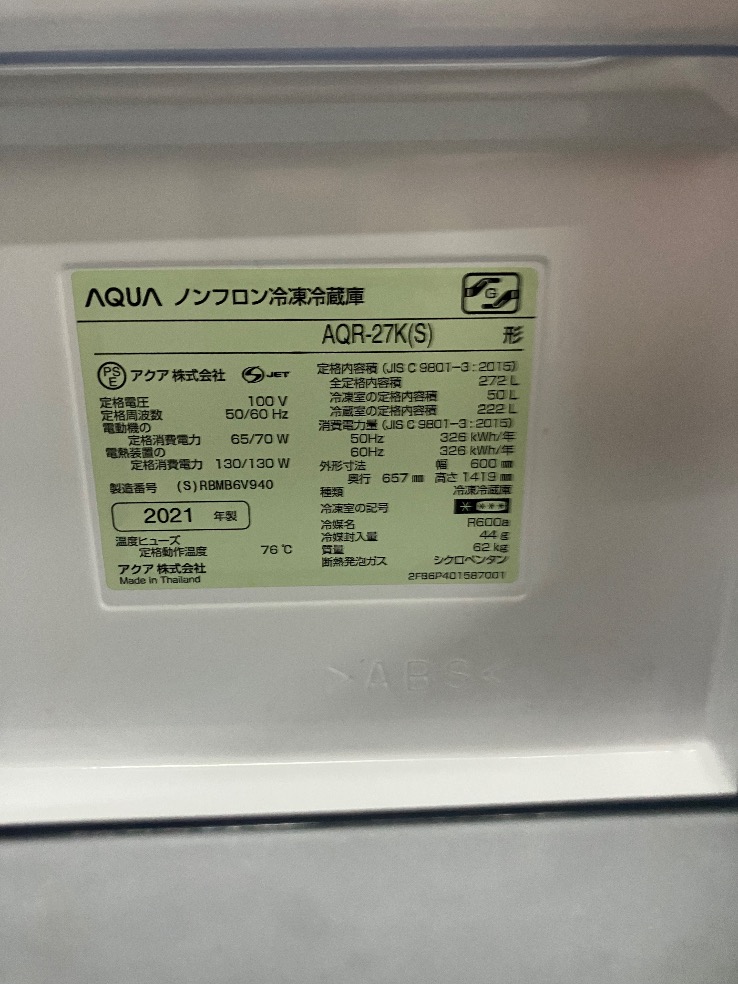 AQUA ノンフロン冷凍冷蔵庫
G
AQR-27K(S) 形
PSE アクア株式会社 S JET
定格電圧 100 V
定格周波数 50/60 Hz
電動機の
定格消費電力 65/70 W
電熱装置の
定格消費電力 130/130 W
製造番号 (S)RBMB6V940
2021 年製
温度ヒューズ
定格動作温度 76℃
アクア株式会社
Made in Thailand
定格内容積 (JIS C 9801-3:2015)
全定格内容積 272 L
冷凍室の定格内容積 50 L
冷蔵室の定格内容積 222 L
消費電力量 (JIS C 9801-3:2015)
50Hz 326 kWh/年
60Hz 326 kWh/年
外形寸法 幅 600 ㎜
奥行 657 ㎜ 高さ 1419 ㎜
種類 冷凍冷蔵庫
冷凍室の記号 * ***
冷媒名 R600a
冷媒封入量 44 g
質量 62 kg
断熱発泡ガス シクロペンタン
2FB6P401587001
>ABS<